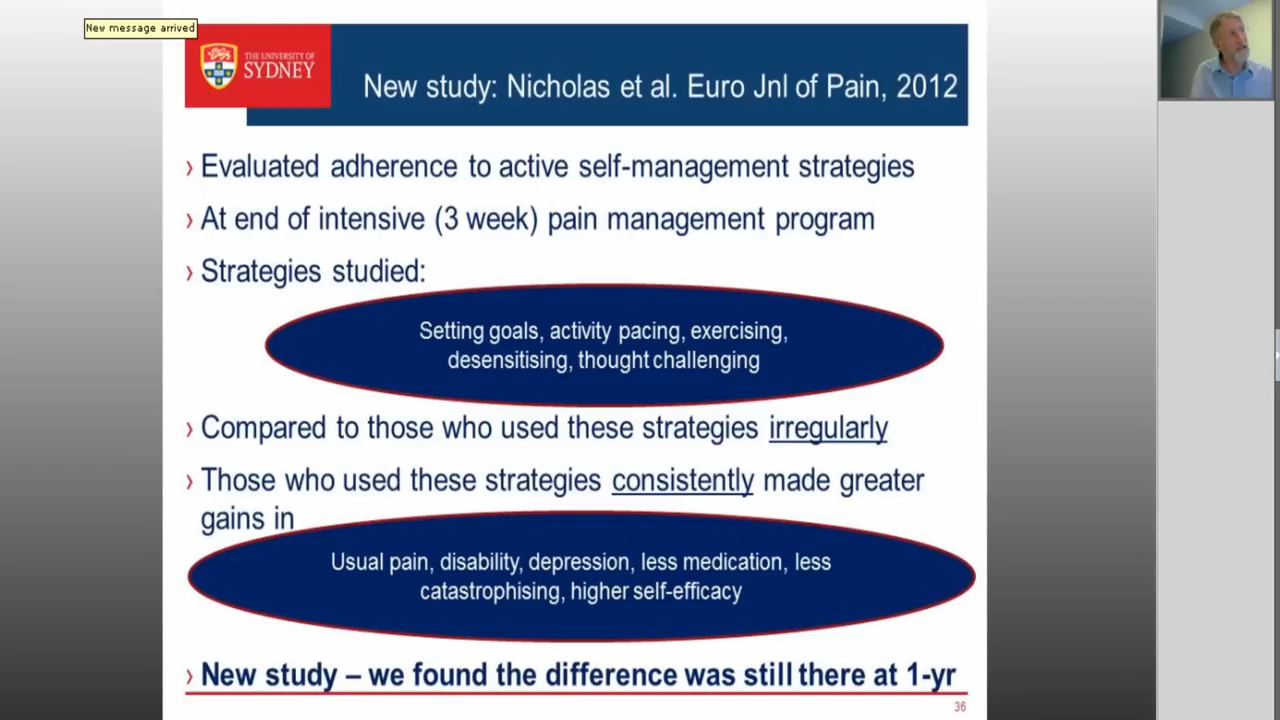 New message arrived
THE UNIVERSITY OF
SYDNEY
New study: Nicholas et al. Euro Jnl of Pain, 2012
› Evaluated adherence to active self-management strategies
› At end of intensive (3 week) pain management program
› Strategies studied:
Setting goals, activity pacing, exercising,
desensitising, thought challenging
› Compared to those who used these strategies irregularly
› Those who used these strategies consistently made greater
gains in
Usual pain, disability, depression, less medication, less
catastrophising, higher self-efficacy
› New study – we found the difference was still there at 1-yr
36